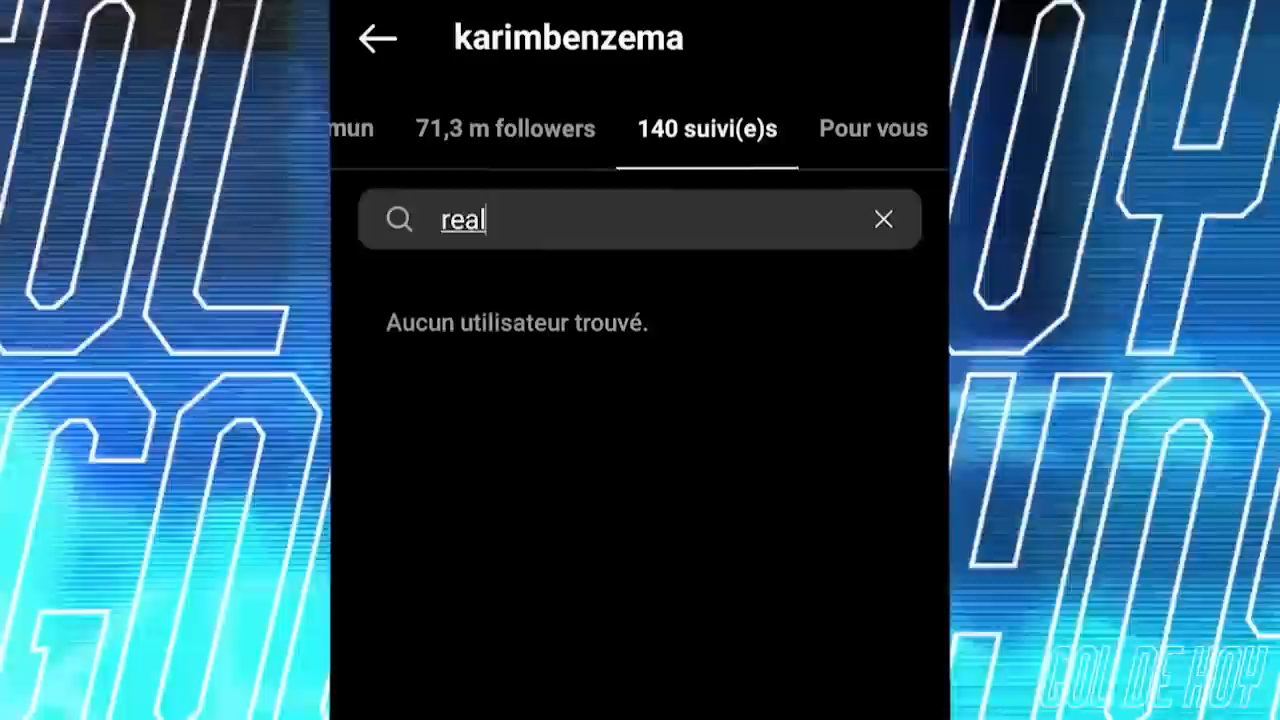 karimbenzema
mun 71,3 m followers 140 suivi(e)s Pour vous
real
Aucun utilisateur trouvé.
GOL DE HOY